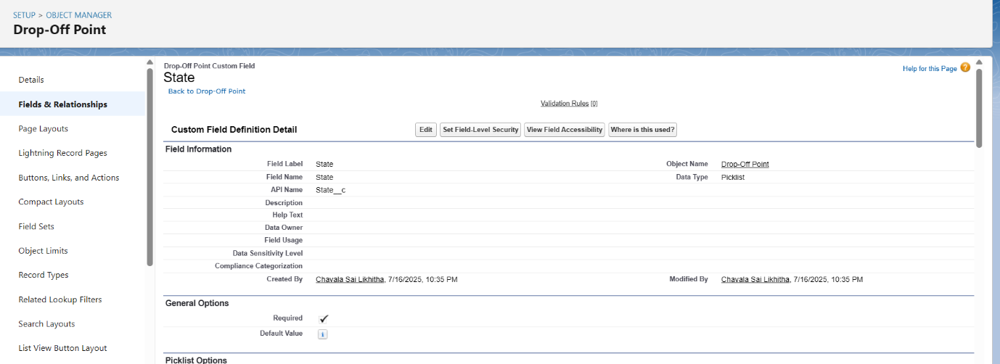 SETUP > OBJECT MANAGER
Drop-Off Point
Details
Fields & Relationships
Page Layouts
Lightning Record Pages
Buttons, Links, and Actions
Compact Layouts
Field Sets
Object Limits
Record Types
Related Lookup Filters
Search Layouts
List View Button Layout
Drop-Off Point Custom Field
State
Back to Drop-Off Point
Help for this Page ?
Validation Rules [0]
Custom Field Definition Detail Edit Set Field-Level Security View Field Accessibility Where is this used?
Field Information
Field Label State Object Name Drop-Off Point
Field Name State Data Type Picklist
API Name State__c
Description
Help Text
Data Owner
Field Usage
Data Sensitivity Level
Compliance Categorization
Created By Chavala Sai Likhitha, 7/16/2025, 10:35 PM Modified By Chavala Sai Likhitha, 7/16/2025, 10:35 PM
General Options
Required ✓
Default Value i
Picklist Options